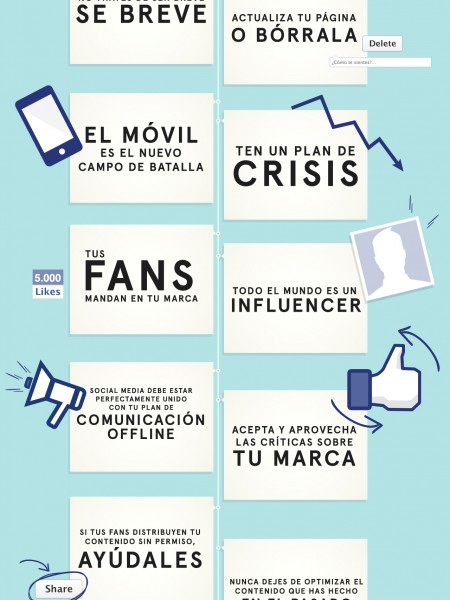 SE BREVE
ACTUALIZA TU PÁGINA
O BÓRRALA
Delete
¿Cómo te sientes?...
EL MÓVIL
ES EL NUEVO
CAMPO DE BATALLA
TEN UN PLAN DE
CRISIS
TUS
FANS
MANDAN EN TU MARCA
5.000
Likes
TODO EL MUNDO ES UN
INFLUENCER
SOCIAL MEDIA DEBE ESTAR
PERFECTAMENTE UNIDO
CON TU PLAN DE
COMUNICACIÓN
OFFLINE
ACEPTA Y APROVECHA
LAS CRÍTICAS SOBRE
TU MARCA
SI TUS FANS DISTRIBUYEN TU
CONTENIDO SIN PERMISO,
AYÚDALES
Share
NUNCA DEJES DE OPTIMIZAR EL
CONTENIDO QUE HAS HECHO
EN EL PASADO